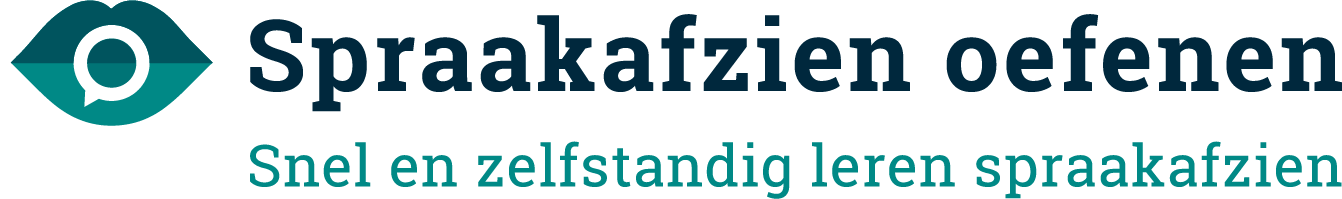 Spraakafzien oefenen
Snel en zelfstandig leren spraakafzien